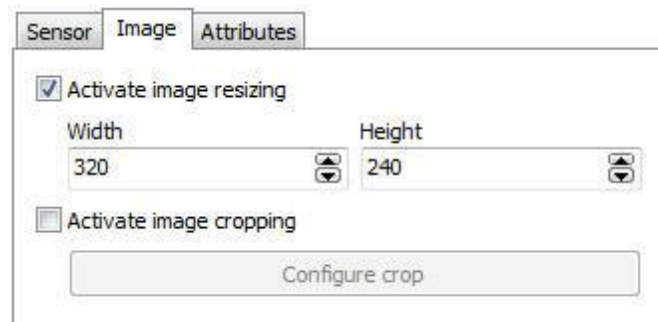 Sensor Image Attributes
Activate image resizing
Width Height
320 240
Activate image cropping
Configure crop